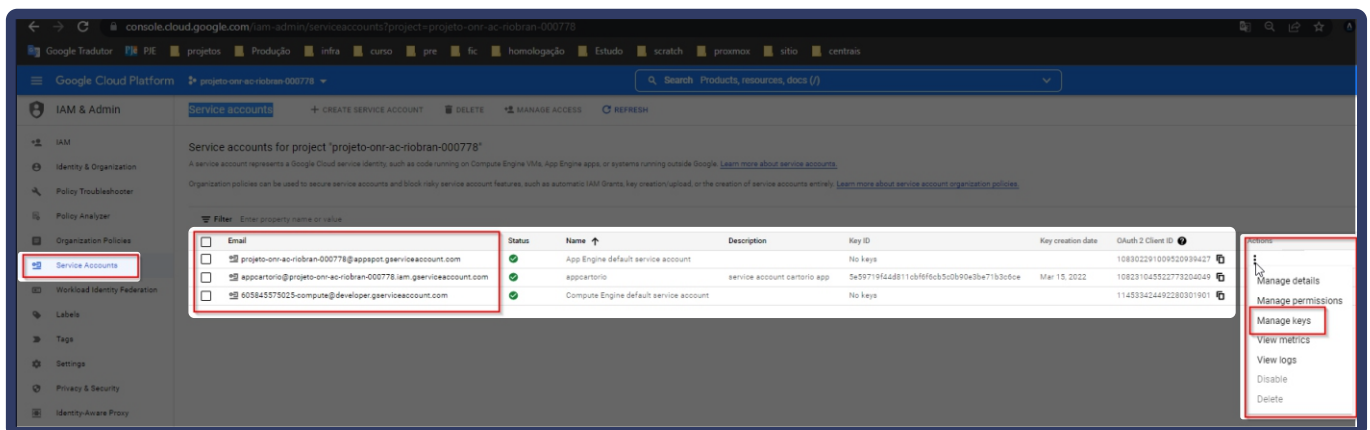 console.cloud.google.com/iam-admin/serviceaccounts?project=projeto-onr-ac-riobran-000778
Google Tradutor PJE projetos Produção infra curso pre fic homologação Estudo scratch proxmox sitio centrais
Google Cloud Platform projeto-onr-ac-riobran-000778 Search Products, resources, docs (/)
IAM & Admin Service accounts + CREATE SERVICE ACCOUNT DELETE MANAGE ACCESS REFRESH
IAM
Service accounts for project "projeto-onr-ac-riobran-000778"
Identity & Organization
A service account represents a Google Cloud service identity, such as code running on Compute Engine VMs, App Engine apps, or systems running outside Google. Learn more about service accounts.
Policy Troubleshooter
Organization policies can be used to secure service accounts and block risky service account features, such as automatic IAM Grants, key creation/upload, or the creation of service accounts entirely. Learn more about service account organization policies.
Policy Analyzer
Filter Enter property name or value
Organization Policies
Email Status Name Description Key ID Key creation date OAuth 2 Client ID Actions
projeto-onr-ac-riobran-000778@appspot.gserviceaccount.com App Engine default service account No keys 108302291009520939427
Service Accounts
appcartorio@projeto-onr-ac-riobran-000778.iam.gserviceaccount.com appcartorio service account cartorio app 5e59719f44d811cbf6f6cb5c0b90e3be71b3c6ce Mar 15, 2022 108231045522773204049
Manage details
Workload Identity Federation
605845575025-compute@developer.gserviceaccount.com Compute Engine default service account No keys 114533424492280301901
Manage permissions
Labels
Manage keys
Tags
View metrics
Settings
View logs
Privacy & Security
Disable
Identity-Aware Proxy
Delete